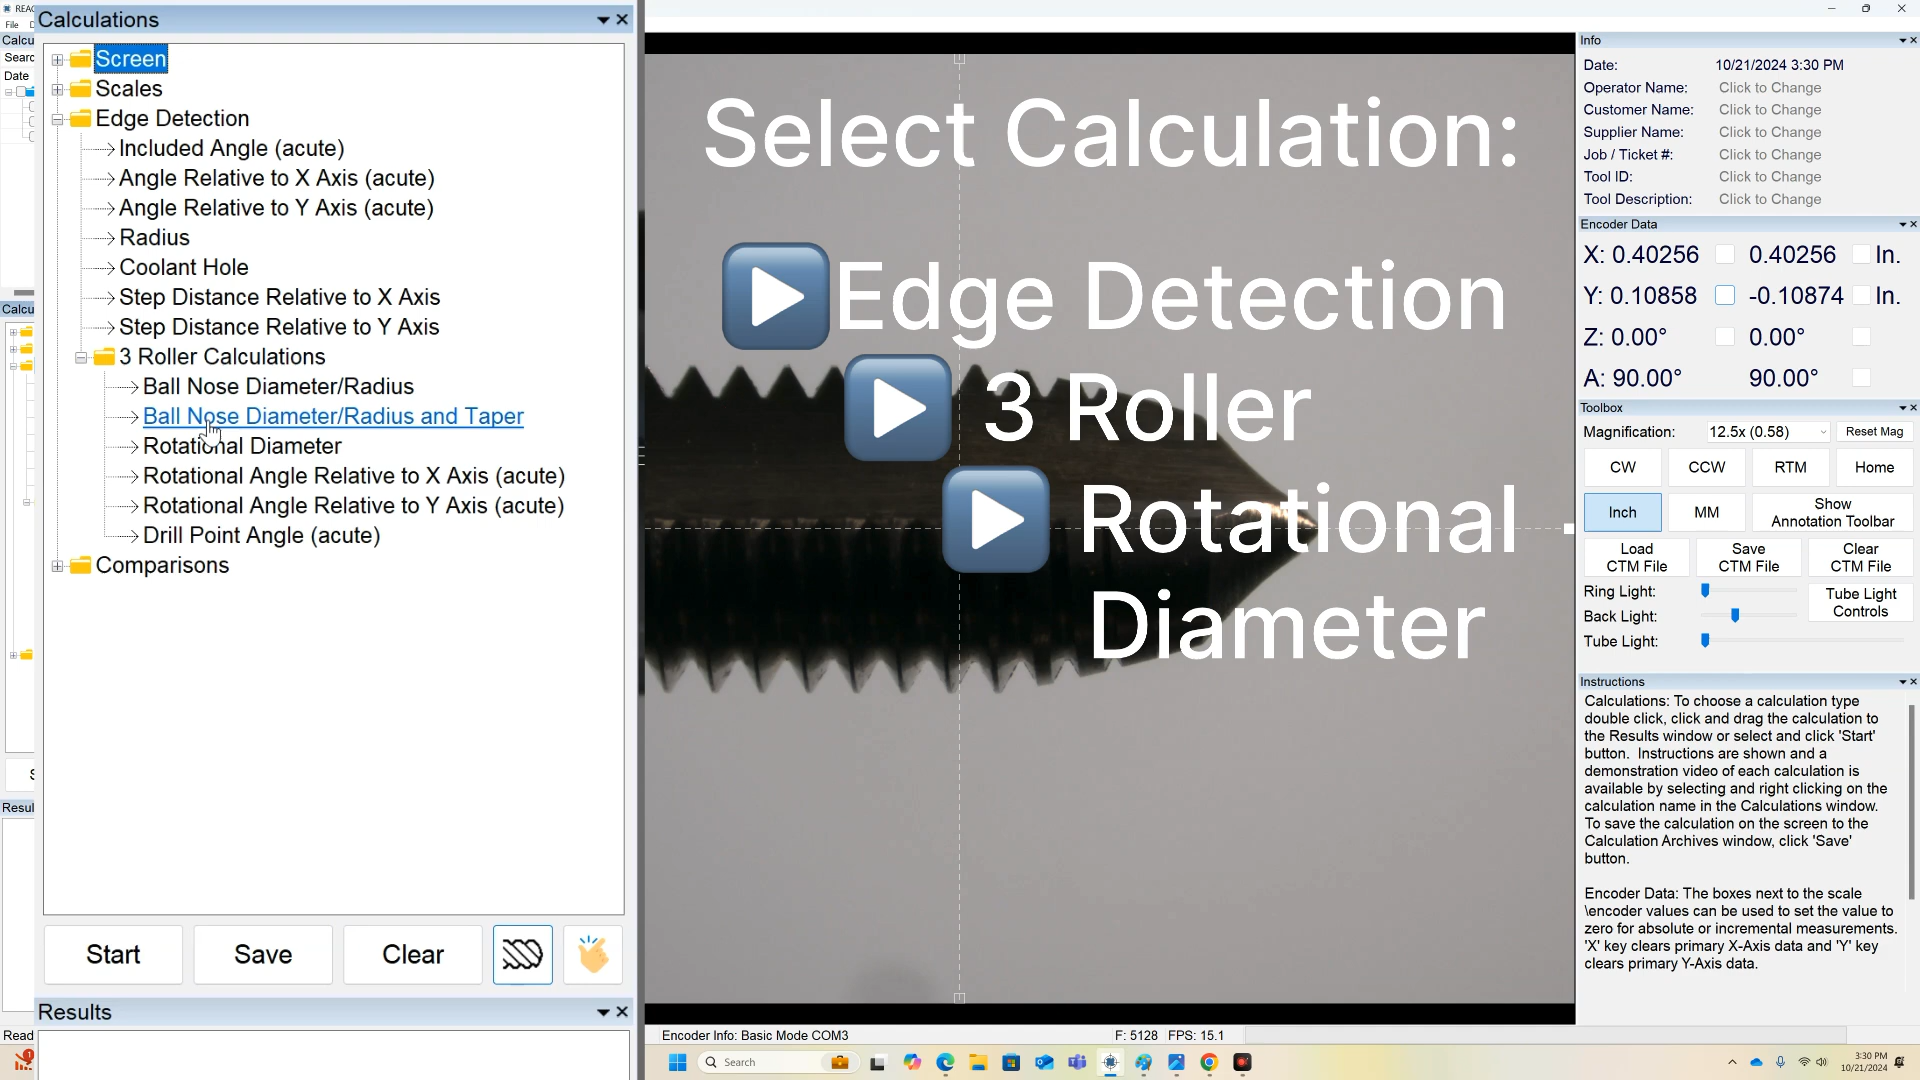 REAC
File D
Calcu
Searc
Date
Calcu
S
Resul
Read
Calculations
Screen
Scales
Edge Detection
Included Angle (acute)
Angle Relative to X Axis (acute)
Angle Relative to Y Axis (acute)
Radius
Coolant Hole
Step Distance Relative to X Axis
Step Distance Relative to Y Axis
3 Roller Calculations
Ball Nose Diameter/Radius
Ball Nose Diameter/Radius and Taper
Rotational Diameter
Rotational Angle Relative to X Axis (acute)
Rotational Angle Relative to Y Axis (acute)
Drill Point Angle (acute)
Comparisons
Start Save Clear
Results
Select Calculation:
Edge Detection
3 Roller
Rotational
Diameter
Info
Date: 10/21/2024 3:30 PM
Operator Name: Click to Change
Customer Name: Click to Change
Supplier Name: Click to Change
Job / Ticket #: Click to Change
Tool ID: Click to Change
Tool Description: Click to Change
Encoder Data
X: 0.40256 0.40256 In.
Y: 0.10858 -0.10874 In.
Z: 0.00° 0.00°
A: 90.00° 90.00°
Toolbox
Magnification: 12.5x (0.58) Reset Mag
CW CCW RTM Home
Inch MM Show
Annotation Toolbar
Load
CTM File
Save
CTM File
Clear
CTM File
Ring Light:
Back Light:
Tube Light:
Tube Light
Controls
Instructions
Calculations: To choose a calculation type
double click, click and drag the calculation to
the Results window or select and click 'Start'
button. Instructions are shown and a
demonstration video of each calculation is
available by selecting and right clicking on the
calculation name in the Calculations window.
To save the calculation on the screen to the
Calculation Archives window, click 'Save'
button.
Encoder Data: The boxes next to the scale
\encoder values can be used to set the value to
zero for absolute or incremental measurements.
'X' key clears primary X-Axis data and 'Y' key
clears primary Y-Axis data.
Encoder Info: Basic Mode COM3 F: 5128 FPS: 15.1
1
Search
3:30 PM
10/21/2024